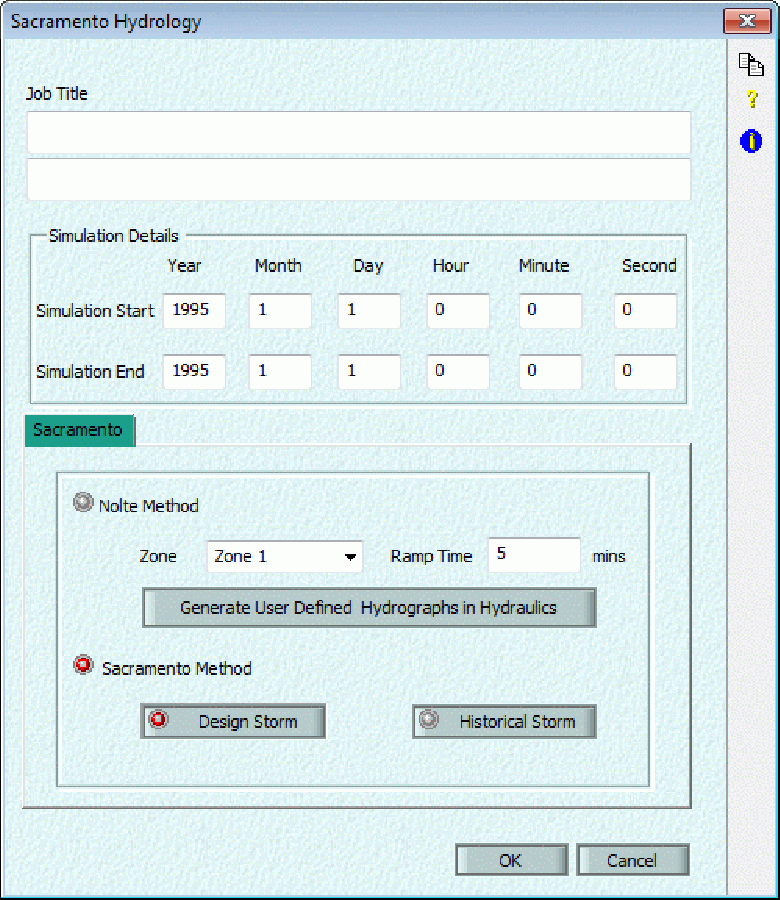 Sacramento Hydrology
Job Title
Simulation Details
Year Month Day Hour Minute Second
Simulation Start 1995 1 1 0 0 0
Simulation End 1995 1 1 0 0 0
Sacramento
Nolte Method
Zone Zone 1 Ramp Time 5 mins
Generate User Defined Hydrographs in Hydraulics
Sacramento Method
Design Storm Historical Storm
OK Cancel